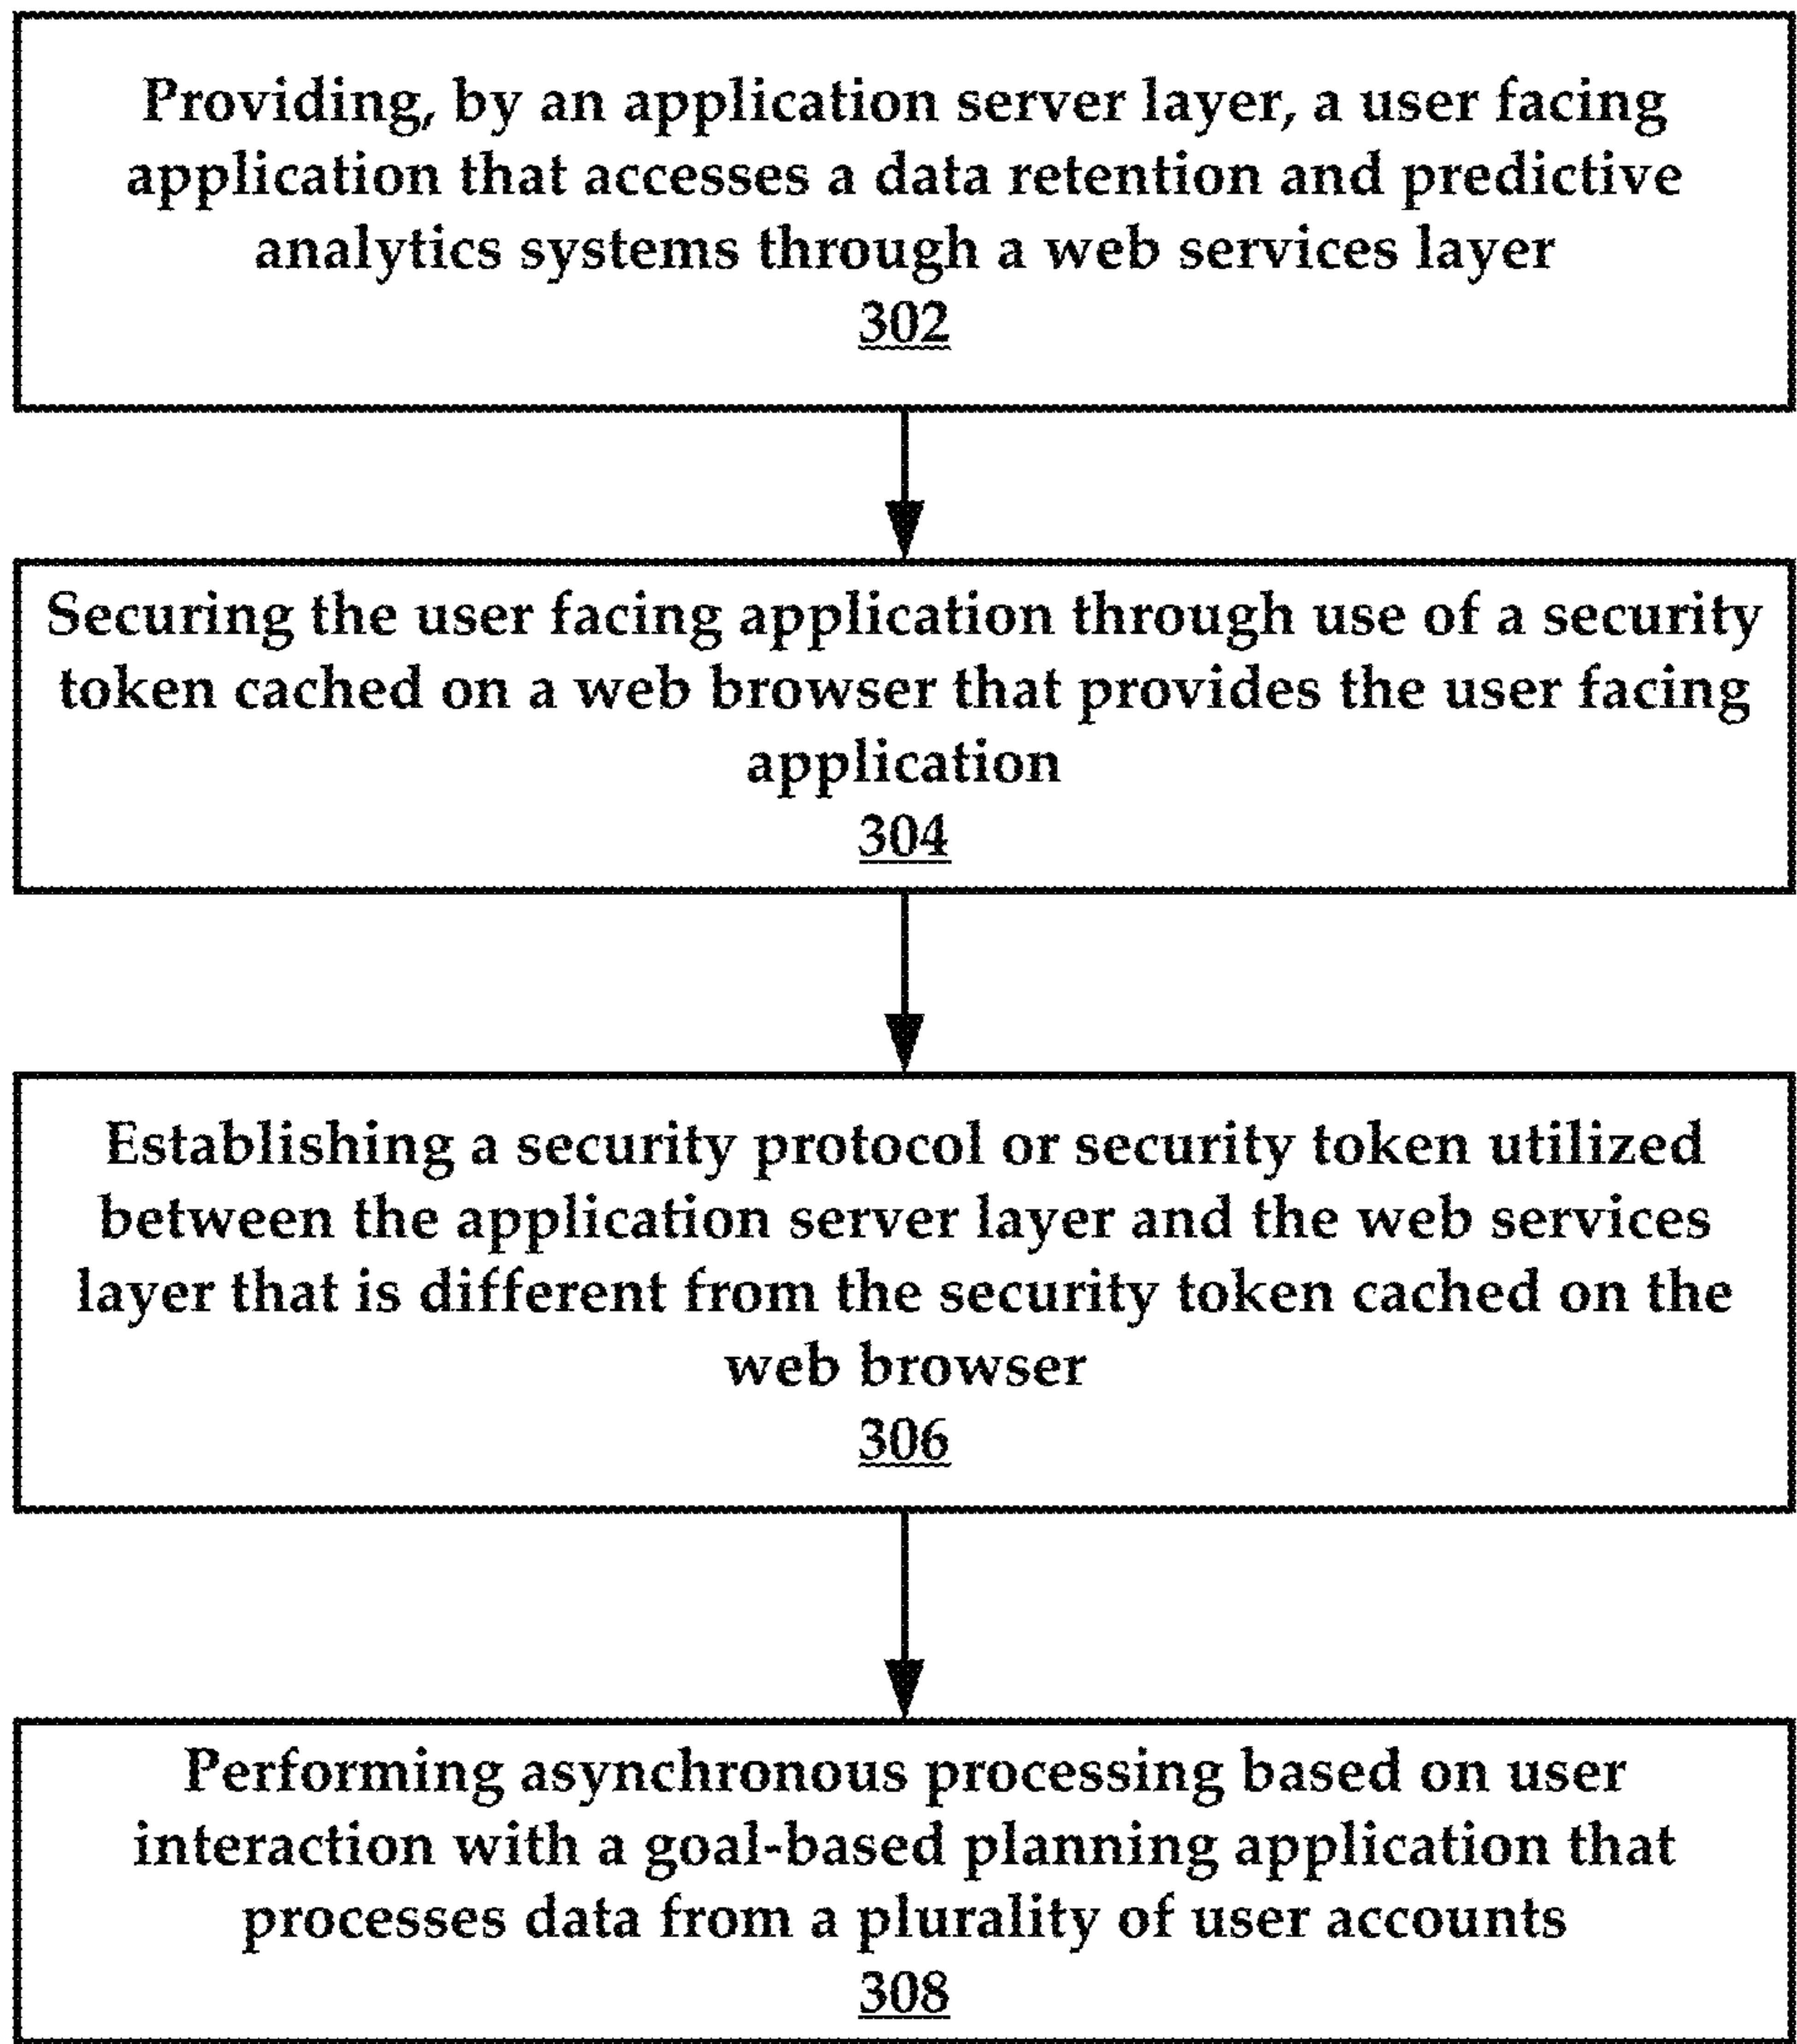 Providing, by an application server layer, a user facing
application that accesses a data retention and predictive
analytics systems through a web services layer
302
Securing the user facing application through use of a security
token cached on a web browser that provides the user facing
application
304
Establishing a security protocol or security token utilized
between the application server layer and the web services
layer that is different from the security token cached on the
web browser
306
Performing asynchronous processing based on user
interaction with a goal-based planning application that
processes data from a plurality of user accounts
308